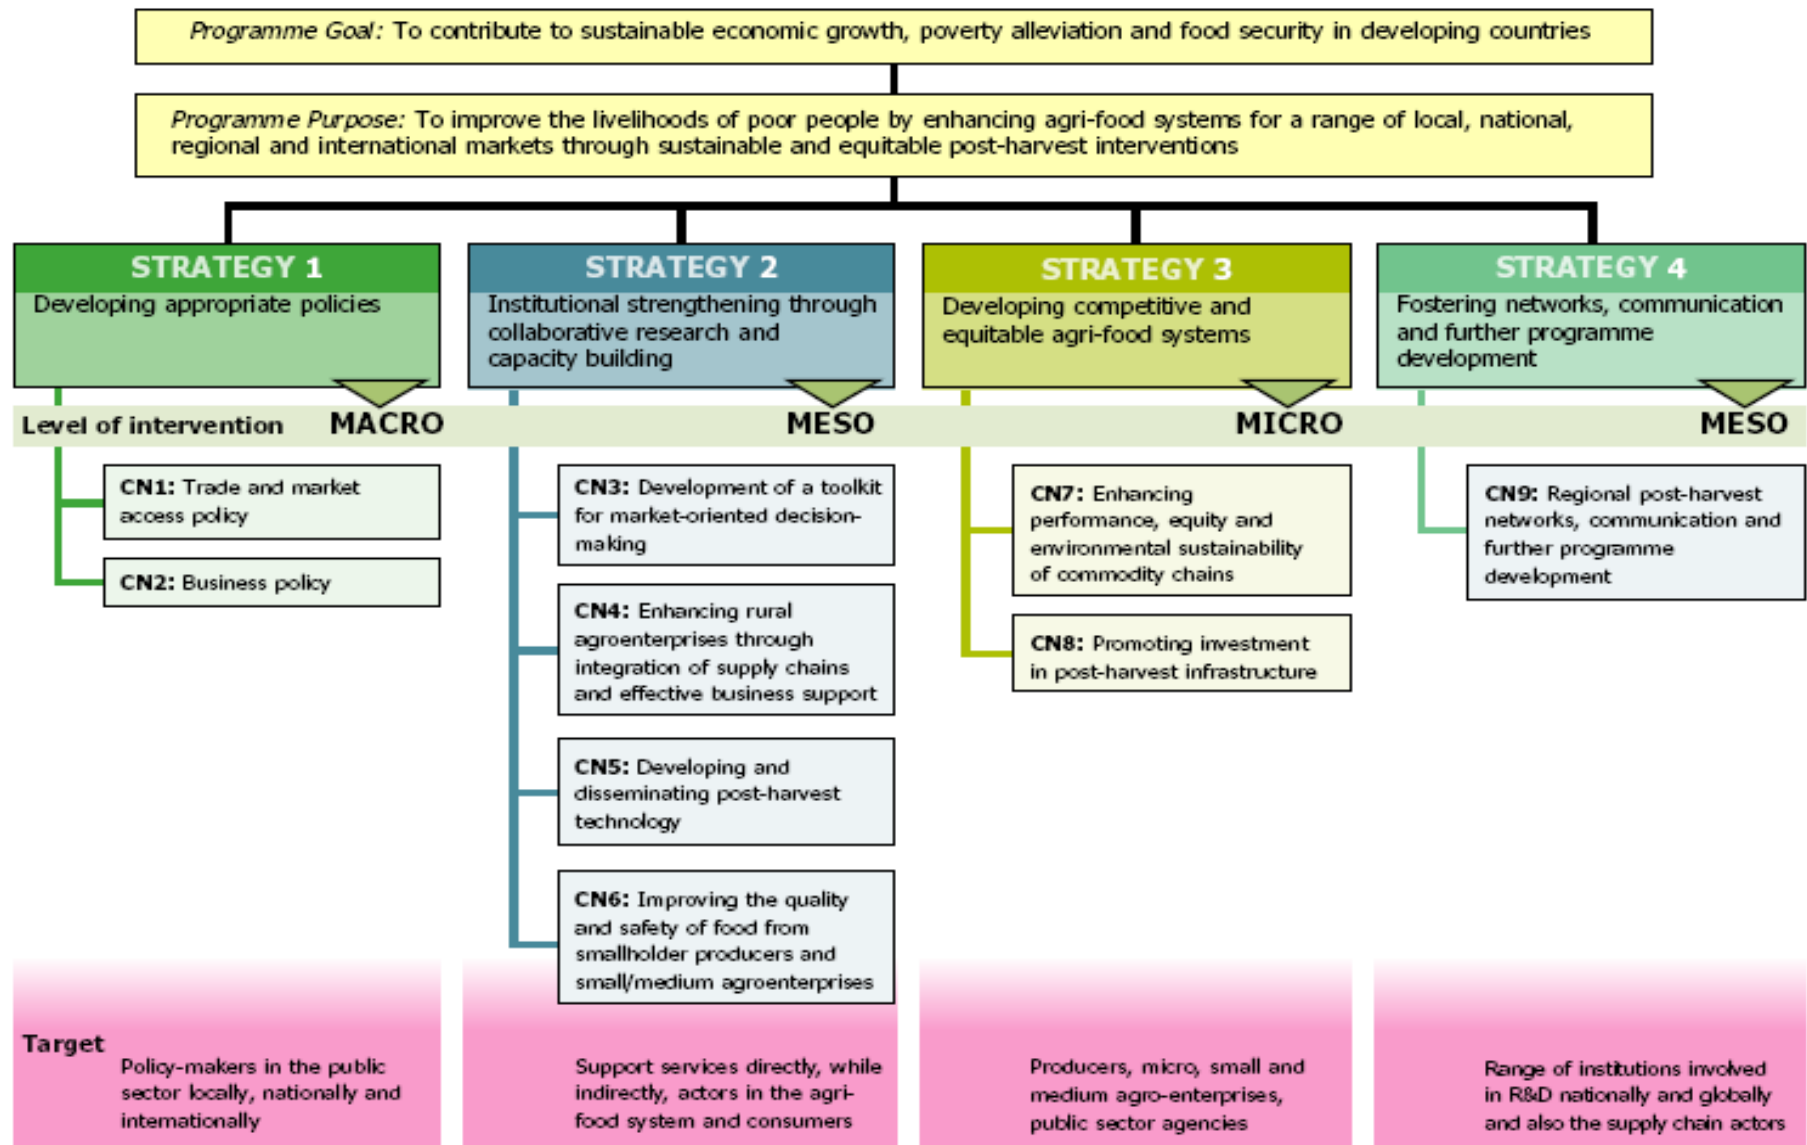 Programme Goal: To contribute to sustainable economic growth, poverty alleviation and food security in developing countries
Programme Purpose: To improve the livelihoods of poor people by enhancing agri-food systems for a range of local, national,
regional and international markets through sustainable and equitable post-harvest interventions
STRATEGY 1
Developing appropriate policies
STRATEGY 2
Institutional strengthening through
collaborative research and
capacity building
STRATEGY 3
Developing competitive and
equitable agri-food systems
STRATEGY 4
Fostering networks, communication
and further programme
development
Level of intervention
MACRO
MESO
MICRO
MESO
CN1: Trade and market
access policy
CN2: Business policy
CN3: Development of a toolkit
for market-oriented decision-
making
CN4: Enhancing rural
agroenterprises through
integration of supply chains
and effective business support
CN5: Developing and
disseminating post-harvest
technology
CN6: Improving the quality
and safety of food from
smallholder producers and
small/medium agroenterprises
CN7: Enhancing
performance, equity and
environmental sustainability
of commodity chains
CN8: Promoting investment
in post-harvest infrastructure
CN9: Regional post-harvest
networks, communication and
further programme
development
Target
Policy-makers in the public
sector locally, nationally and
internationally
Support services directly, while
indirectly, actors in the agri-
food system and consumers
Producers, micro, small and
medium agro-enterprises,
public sector agencies
Range of institutions involved
in R&D nationally and globally
and also the supply chain actors